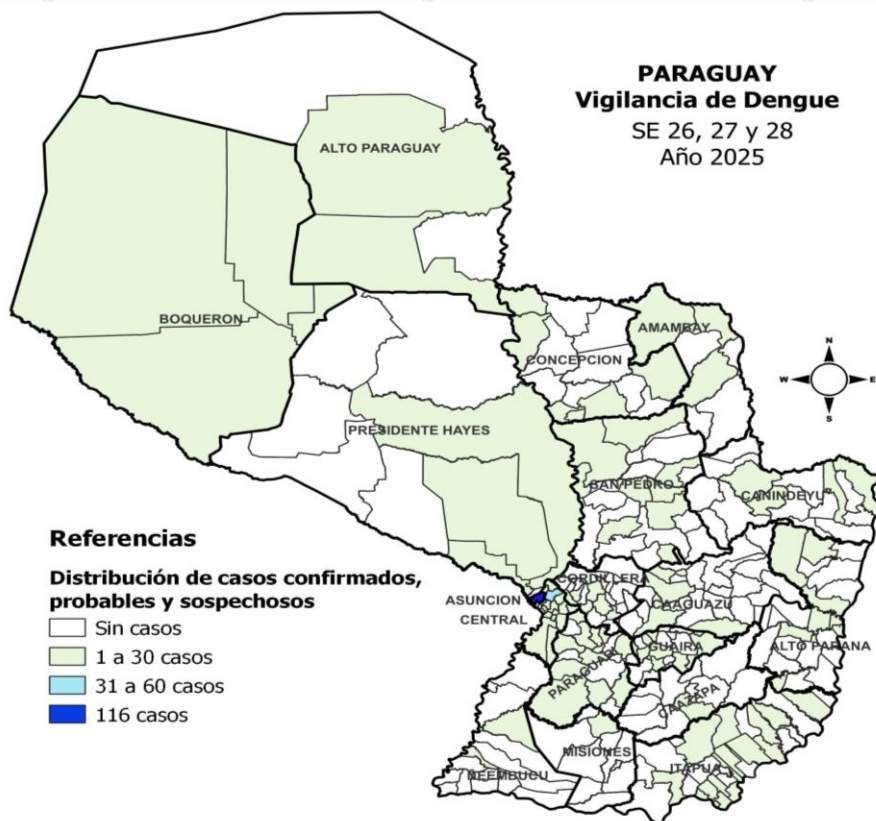 PARAGUAY
Vigilancia de Dengue
SE 26, 27 y 28
Año 2025
ALTO PARAGUAY
BOQUERON
AMAMBAY
CONCEPCION
N
W
E
S
PRESIDENTE HAYES
SAN PEDRO
CANINDEYU
Referencias
Distribución de casos confirmados,
probables y sospechosos
Sin casos
1 a 30 casos
31 a 60 casos
116 casos
CORDILLERA
ASUNCION
CAAGUAZU
CENTRAL
GUAIRA
ALTO PARANA
PARAGUARI
CAAZAPA
MISIONES
ITAPUA
ÑEEMBUCU